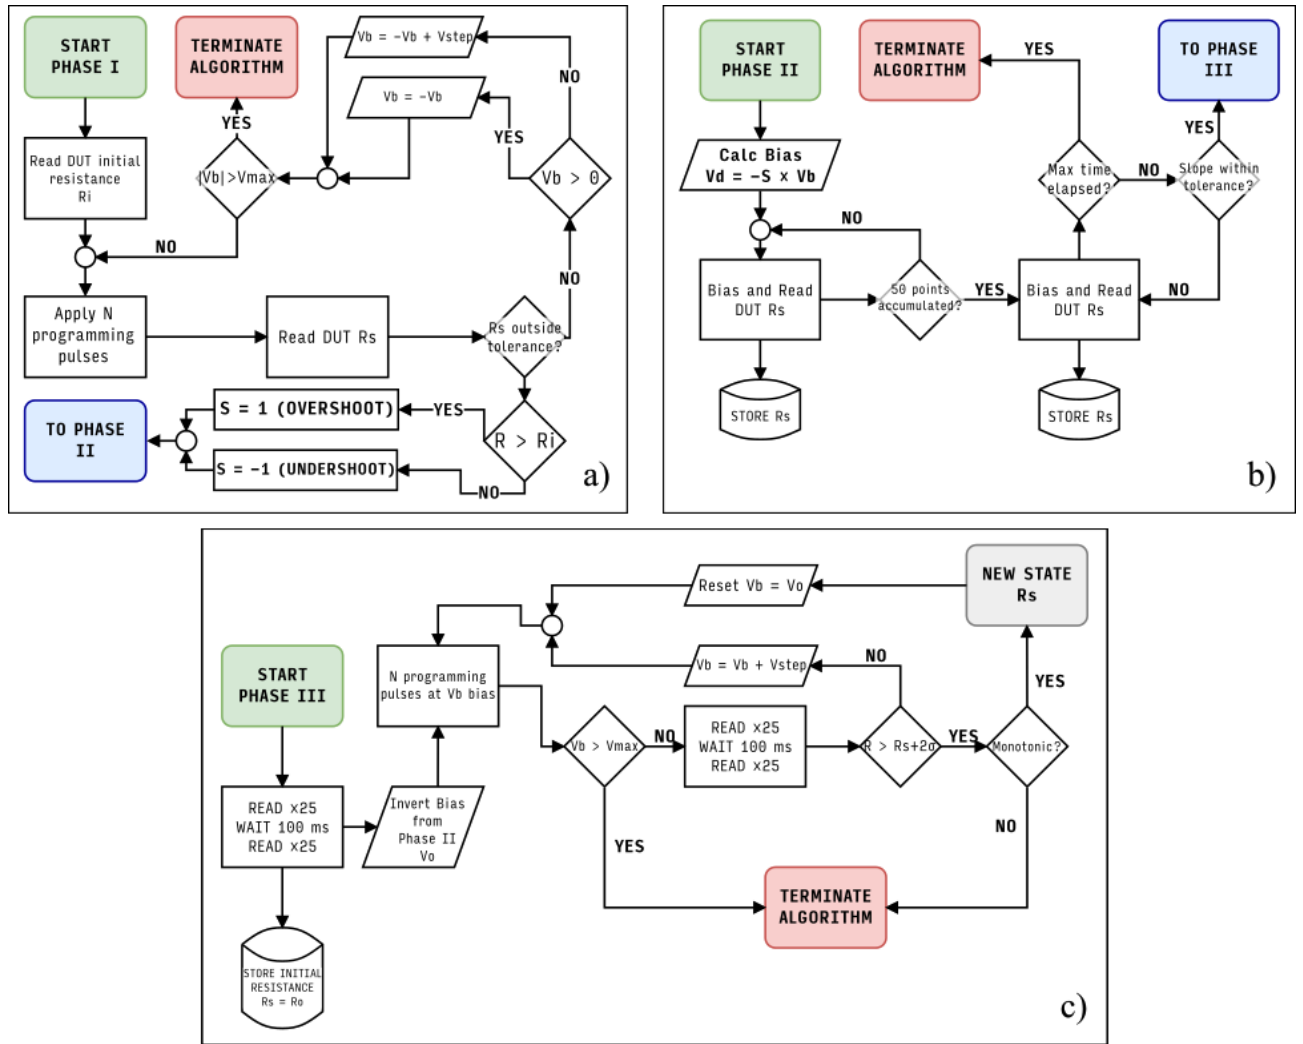 START
PHASE I
TERMINATE
ALGORITHM
Vb = -Vb + Vstep
Vb = -Vb
NO
YES
YES
Read DUT initial
resistance
Ri
|Vb|>Vmax
Vb > 0
NO
NO
Apply N
programming
pulses
Read DUT Rs
Rs outside
tolerance?
TO PHASE
II
S = 1 (OVERSHOOT)
YES
R > Ri
S = -1 (UNDERSHOOT)
NO
a)
START
PHASE II
TERMINATE
ALGORITHM
YES
TO PHASE
III
Calc Bias
Vd = -S × Vb
YES
Max time
elapsed?
NO
Slope within
tolerance?
NO
Bias and Read
DUT Rs
50 points
accumulated?
YES
Bias and Read
DUT Rs
NO
STORE Rs
STORE Rs
b)
NEW STATE
Rs
Reset Vb = Vo
START
PHASE III
N programming
pulses at Vb bias
Vb = Vb + Vstep
NO
YES
Vb > Vmax
NO
READ ×25
WAIT 100 ms
READ ×25
R > Rs+2σ
YES
Monotonic?
READ ×25
WAIT 100 ms
READ ×25
Invert Bias
from
Phase II
Vo
YES
NO
TERMINATE
ALGORITHM
STORE INITIAL
RESISTANCE
Rs = Ro
c)